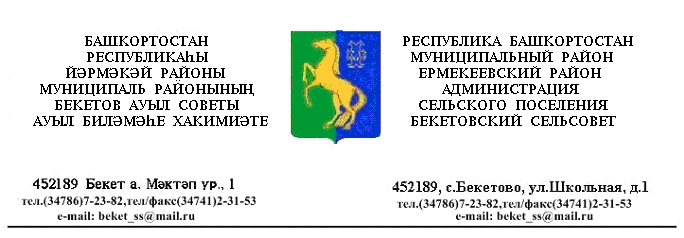 БАШКОРТОСТАН
РЕСПУБЛИКАҺЫ
ЙӘРМӘКӘЙ РАЙОНЫ
МУНИЦИПАЛЬ РАЙОНЫНЫҢ
БЕКЕТОВ АУЫЛ СОВЕТЫ
АУЫЛ БИЛӘМӘҺЕ ХАКИМИӘТЕ
452189 Бекет а. Мәктәп ур., 1
тел.(34786)7-23-82,тел/факс(34741)2-31-53
e-mail: beket_ss@mail.ru
РЕСПУБЛИКА БАШКОРТОСТАН
МУНИЦИПАЛЬНЫЙ РАЙОН
ЕРМЕКЕЕВСКИЙ РАЙОН
АДМИНИСТРАЦИЯ
СЕЛЬСКОГО ПОСЕЛЕНИЯ
БЕКЕТОВСКИЙ СЕЛЬСОВЕТ
452189, с.Бекетово, ул.Школьная, д.1
тел.(34786)7-23-82,тел/факс(34741)2-31-53
e-mail: beket_ss@mail.ru